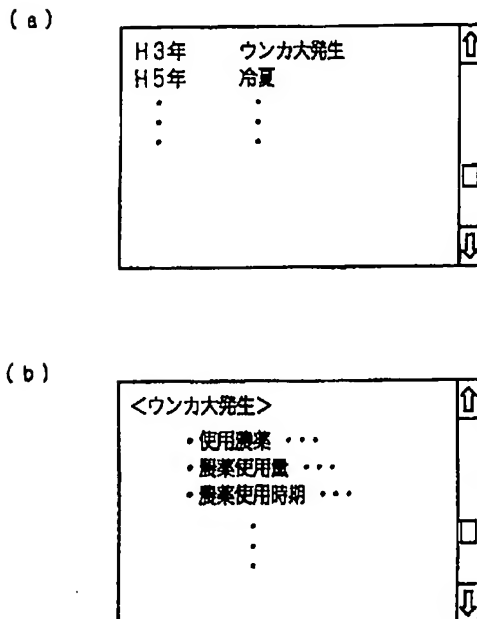 (a)
H3年 ウンカ大発生
H5年 冷夏
・ ・
・ ・
・ ・
(b)
<ウンカ大発生>
・使用農薬 ・・・
・農薬使用量 ・・・
・農薬使用時期 ・・・
・
・
・